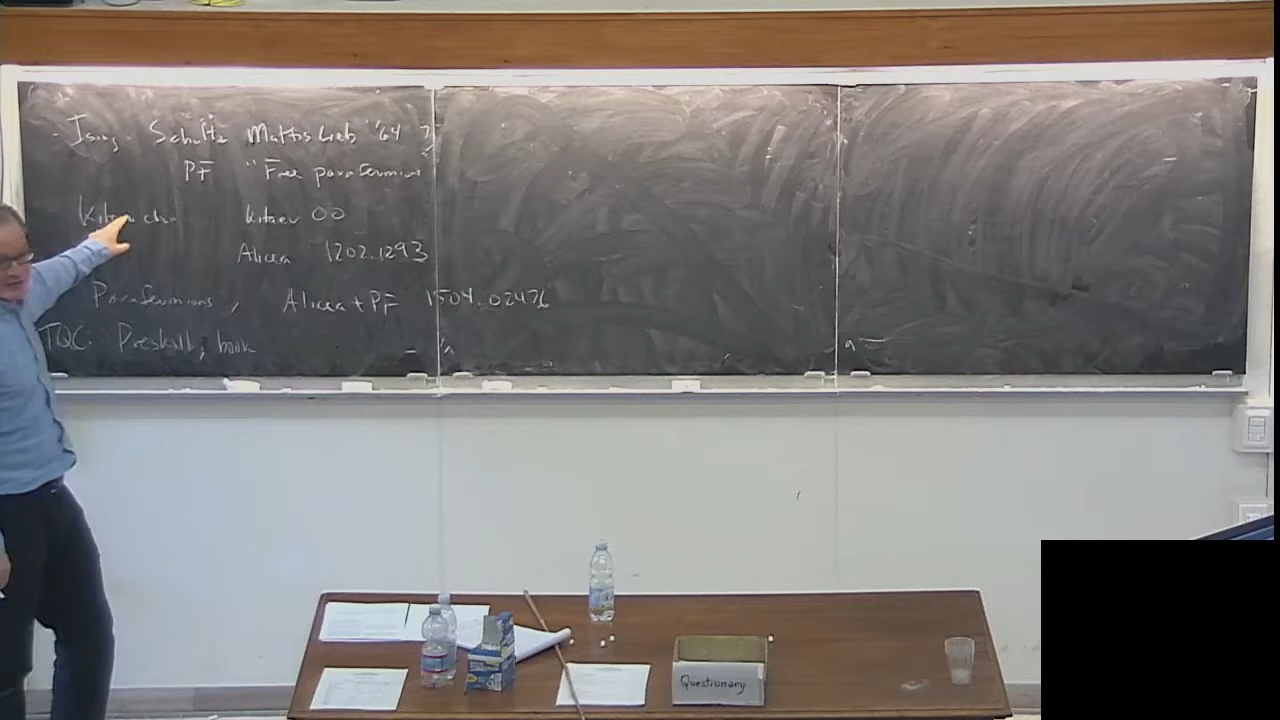 - Ising - Schultz Mattis Lieb '64
PF "Free parafermions"
Kitaev chain Kitaev 00
Alicea 1202.1293
Parafermions, Alicea + PF 1504.02476
TQC: Preskill, book
Questionary